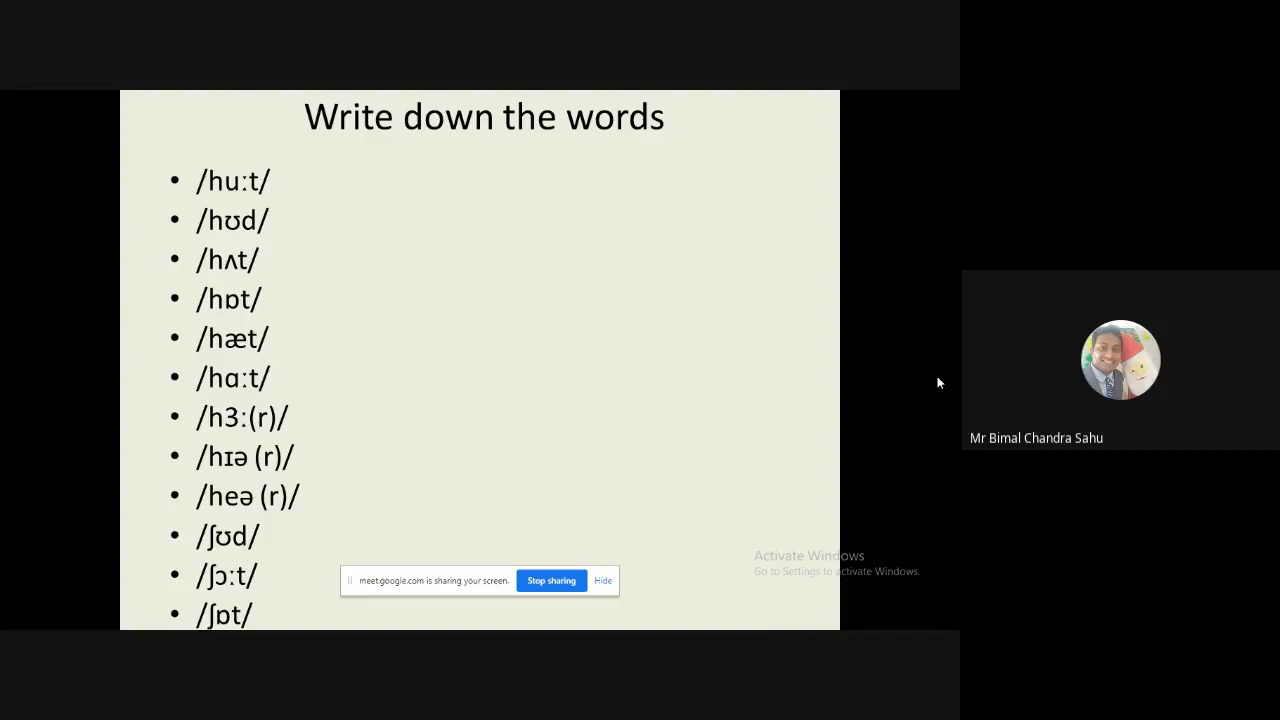 Write down the words
• /huːt/
• /hʊd/
• /hʌt/
• /hɒt/
• /hæt/
• /hɑːt/
• /h3ː(r)/
• /hɪə (r)/
• /heə (r)/
• /ʃʊd/
• /ʃɔːt/
• /ʃɒt/
meet.google.com is sharing your screen. Stop sharing Hide
Activate Windows
Go to Settings to activate Windows.
Mr Bimal Chandra Sahu